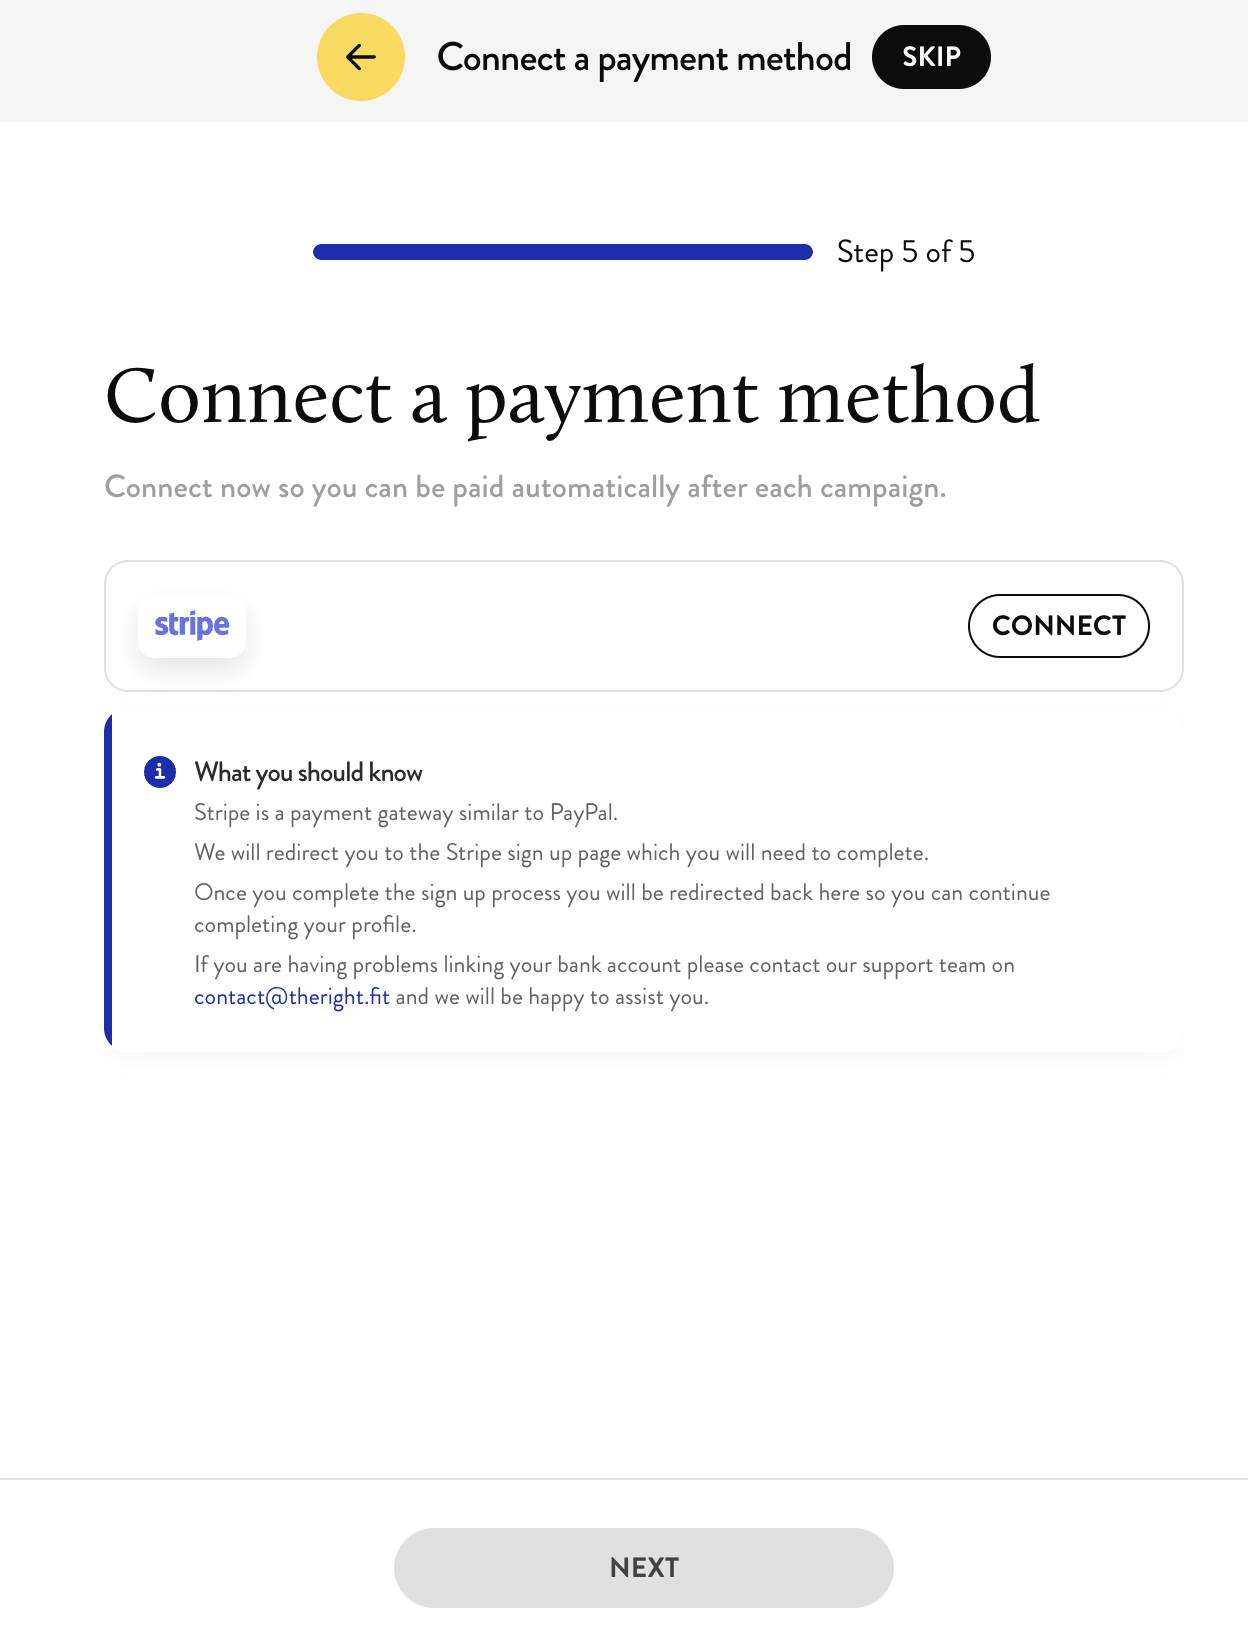 Connect a payment method
SKIP
Step 5 of 5
Connect a payment method
Connect now so you can be paid automatically after each campaign.
stripe
CONNECT
What you should know
Stripe is a payment gateway similar to PayPal.
We will redirect you to the Stripe sign up page which you will need to complete.
Once you complete the sign up process you will be redirected back here so you can continue
completing your profile.
If you are having problems linking your bank account please contact our support team on
contact@theright.fit and we will be happy to assist you.
NEXT